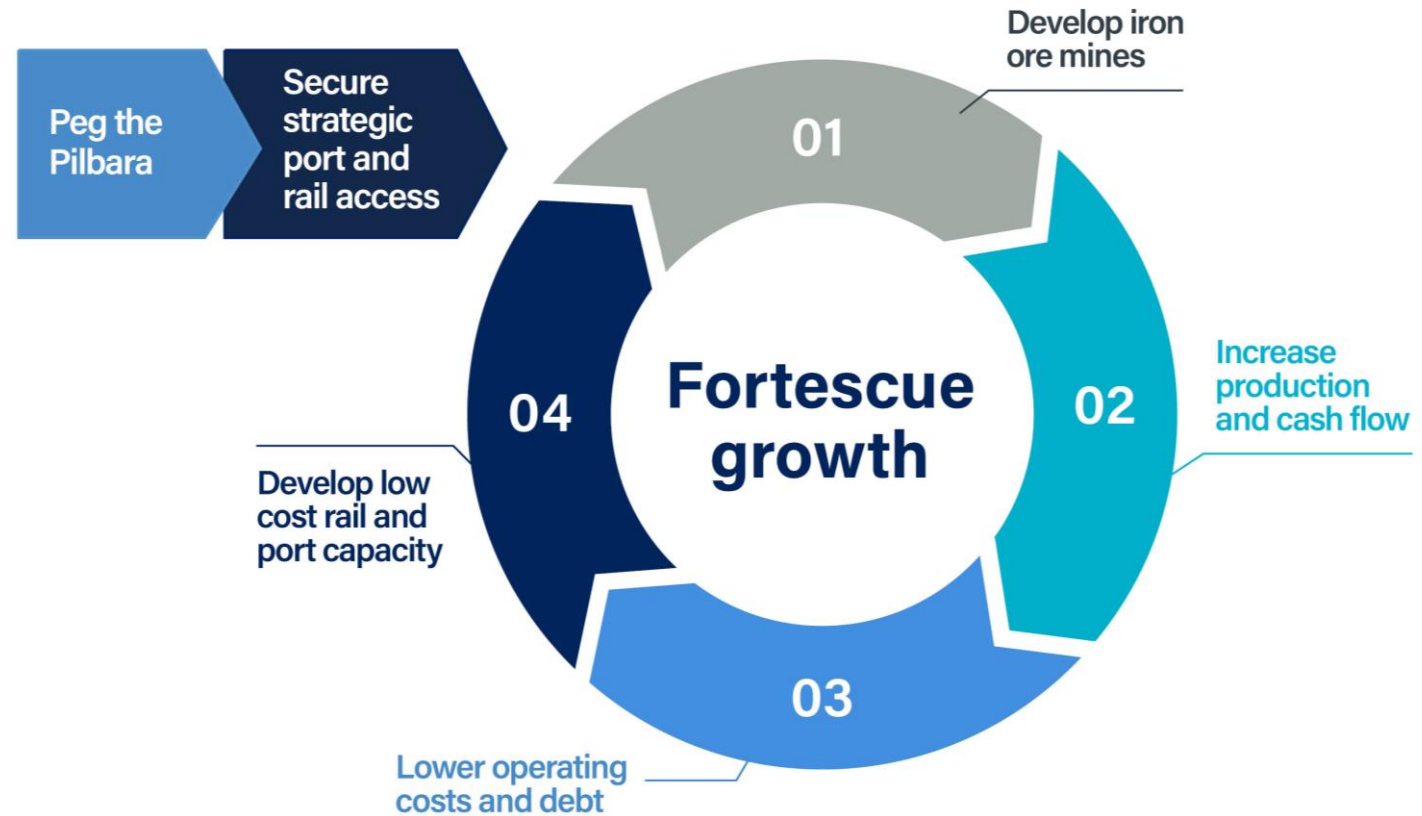 Peg the
Pilbara
Secure
strategic
port and
rail access
Develop iron
ore mines
01
Increase
production
and cash flow
02
Fortescue
growth
04
Develop low
cost rail and
port capacity
03
Lower operating
costs and debt